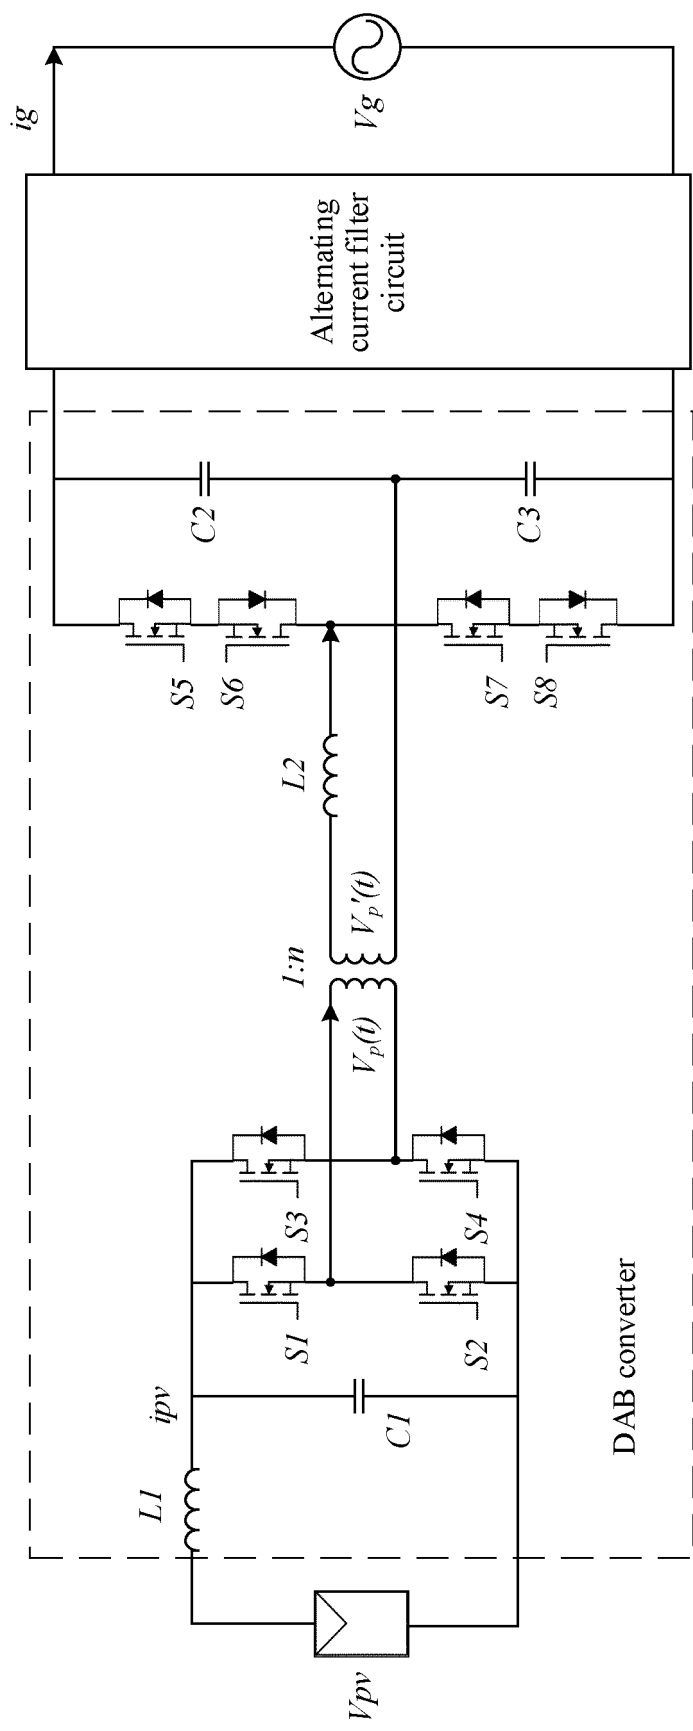 Vpv
L1
ipv
C1
S1
S2
S3
S4
Vp(t)
1:n
Vp'(t)
L2
S5
S6
S7
S8
C2
C3
Alternating
current filter
circuit
ig
Vg
DAB converter